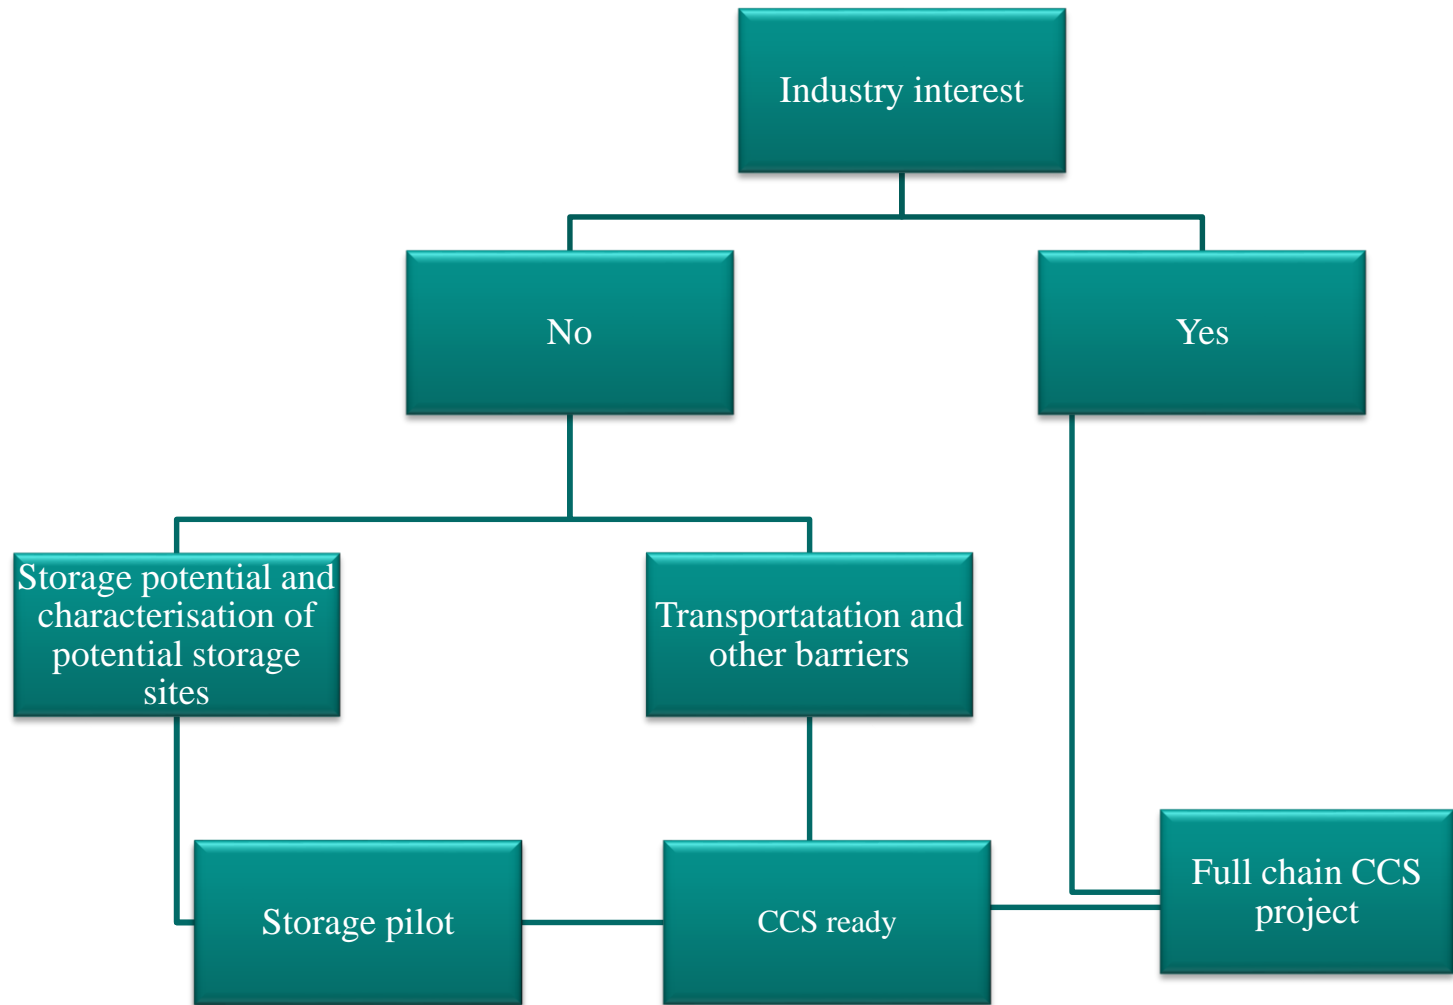 Industry interest
No
Yes
Storage potential and
characterisation of
potential storage
sites
Transportatation and
other barriers
Storage pilot
CCS ready
Full chain CCS
project